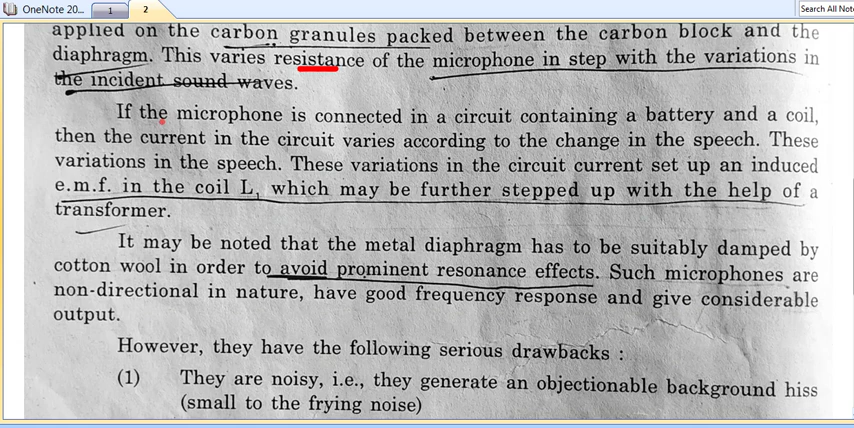 OneNote 20...
1
2
Search All Not
applied on the carbon granules packed between the carbon block and the
diaphragm. This varies resistance of the microphone in step with the variations in
the incident sound waves.
If the microphone is connected in a circuit containing a battery and a coil,
then the current in the circuit varies according to the change in the speech. These
variations in the speech. These variations in the circuit current set up an induced
e.m.f. in the coil L, which may be further stepped up with the help of a
transformer.
It may be noted that the metal diaphragm has to be suitably damped by
cotton wool in order to avoid prominent resonance effects. Such microphones are
non-directional in nature, have good frequency response and give considerable
output.
However, they have the following serious drawbacks :
(1) They are noisy, i.e., they generate an objectionable background hiss
(small to the frying noise)